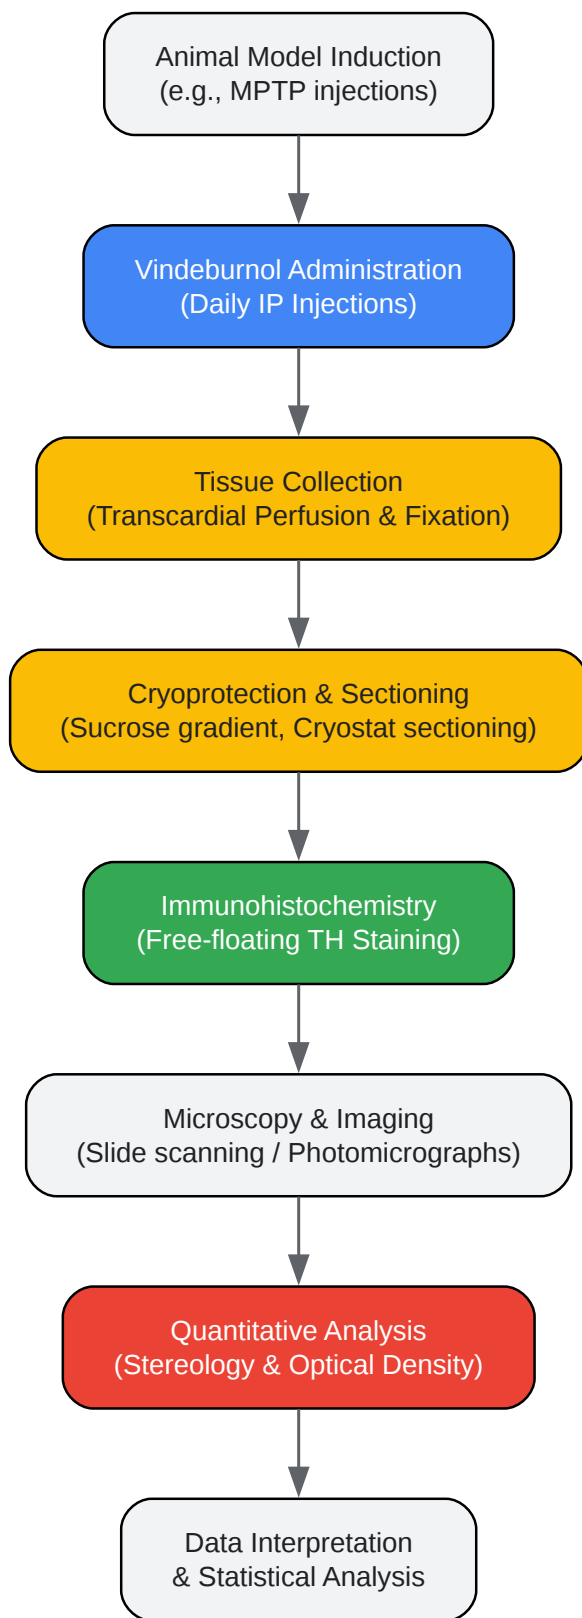 Animal Model Induction
(e.g., MPTP injections)
Vindeburnol Administration
(Daily IP Injections)
Tissue Collection
(Transcardial Perfusion & Fixation)
Cryoprotection & Sectioning
(Sucrose gradient, Cryostat sectioning)
Immunohistochemistry
(Free-floating TH Staining)
Microscopy & Imaging
(Slide scanning / Photomicrographs)
Quantitative Analysis
(Stereology & Optical Density)
Data Interpretation
& Statistical Analysis